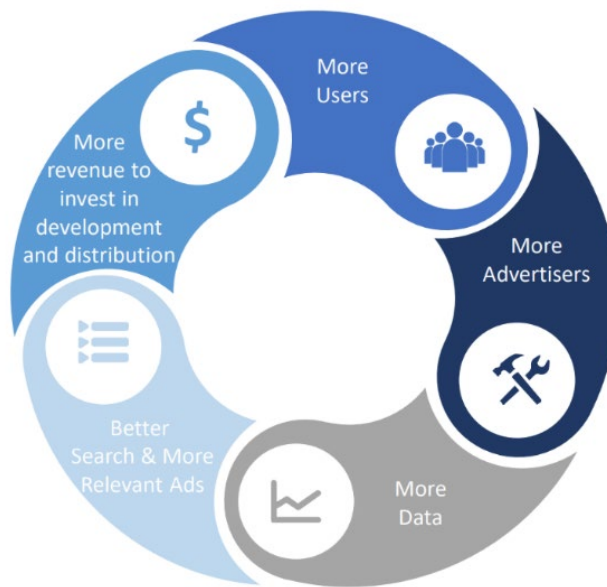 More
Users
More
Advertisers
More
Data
Better
Search & More
Relevant Ads
More
revenue to
invest in
development
and distribution
$